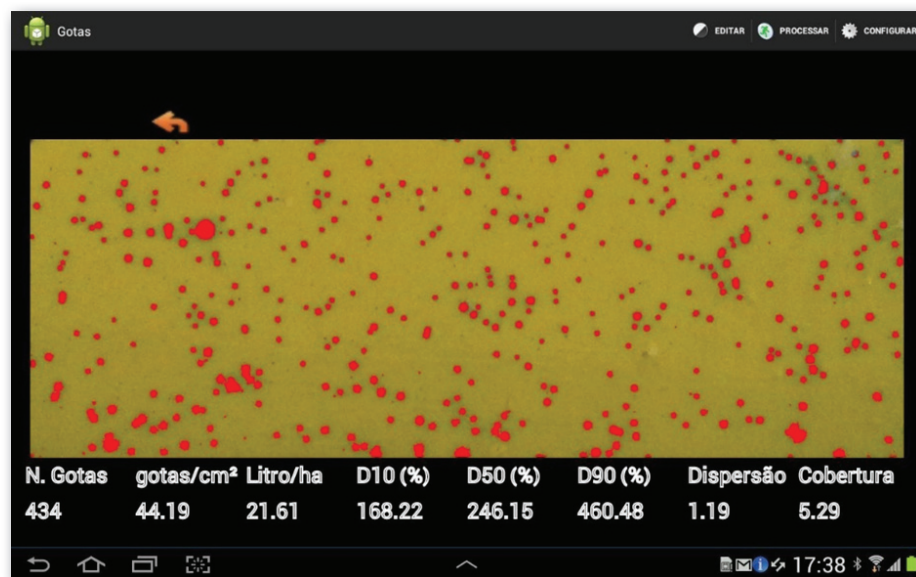 Gotas EDITAR PROCESSAR CONFIGURAR
N. Gotas gotas/cm² Litro/ha D10 (%) D50 (%) D90 (%) Dispersão Cobertura
434 44.19 21.61 168.22 246.15 460.48 1.19 5.29
17:38